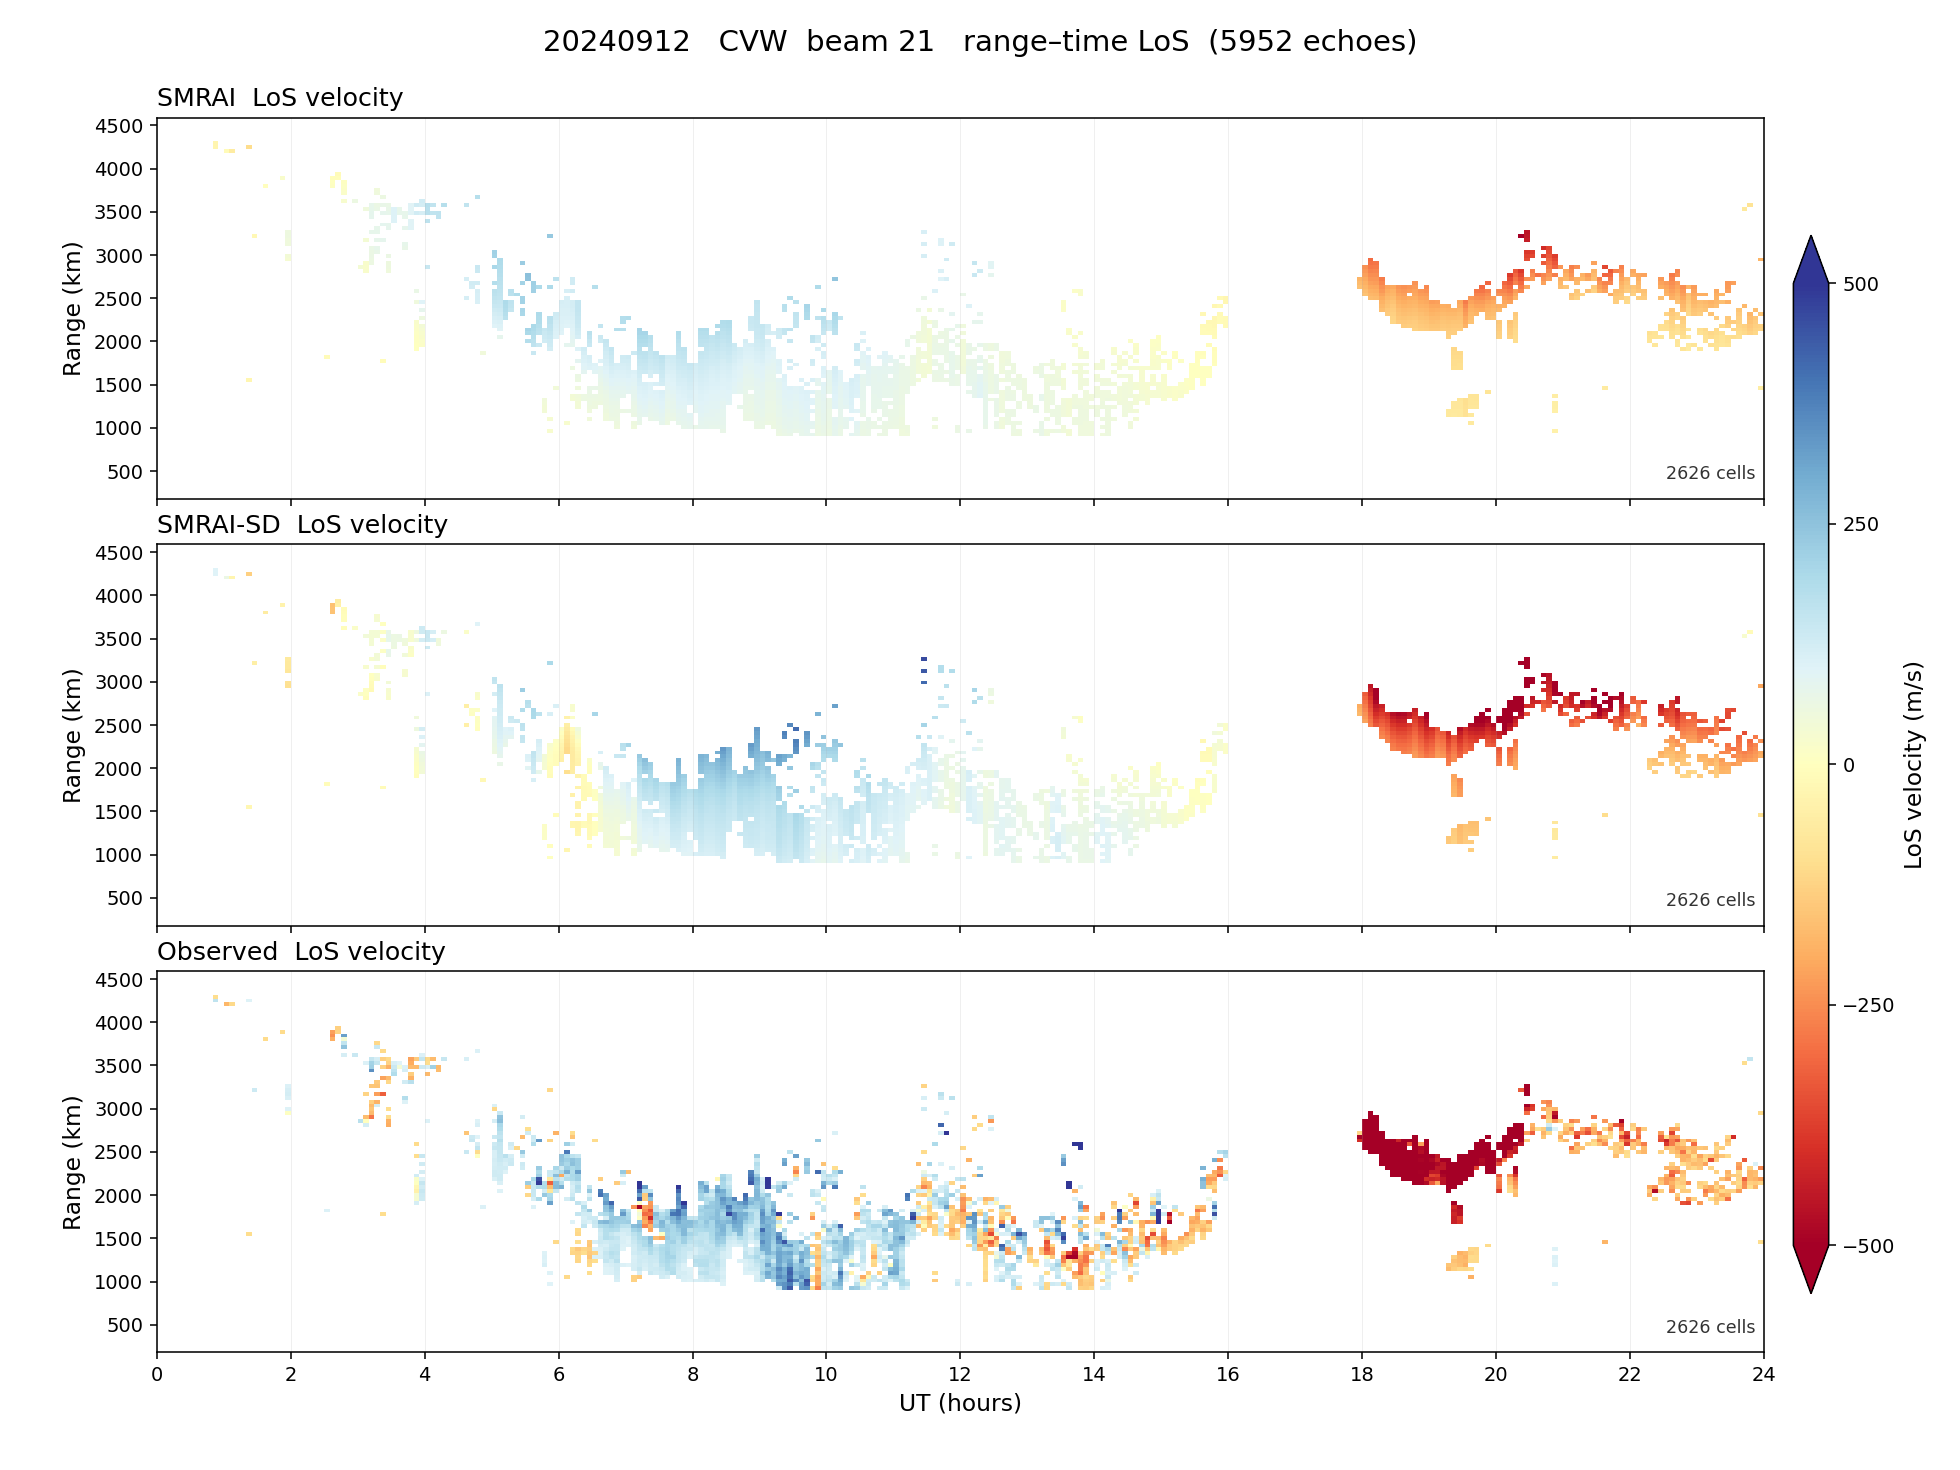 20240912   CVW  beam 21   range–time LoS  (5952 echoes)
SMRAI  LoS velocity
4500
4000
3500
3000
2500
2000
1500
1000
500
Range (km)
2626 cells
SMRAI-SD  LoS velocity
4500
4000
3500
3000
2500
2000
1500
1000
500
Range (km)
2626 cells
Observed  LoS velocity
4500
4000
3500
3000
2500
2000
1500
1000
500
Range (km)
2626 cells
0 2 4 6 8 10 12 14 16 18 20 22 24
UT (hours)
500
250
0
−250
−500
LoS velocity (m/s)